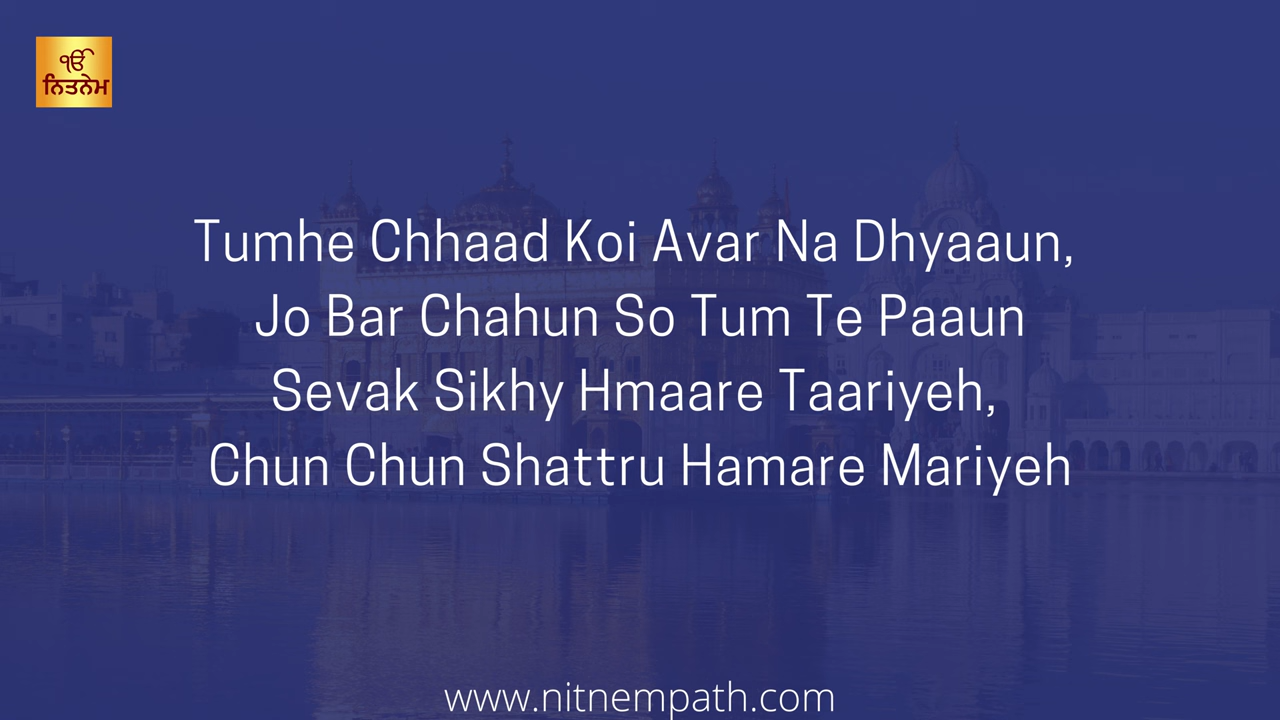 ੴ
ਨਿਤਨੇਮ
Tumhe Chhaad Koi Avar Na Dhyaaun,
Jo Bar Chahun So Tum Te Paaun
Sevak Sikhy Hmaare Taariyeh,
Chun Chun Shattru Hamare Mariyeh
www.nitnempath.com